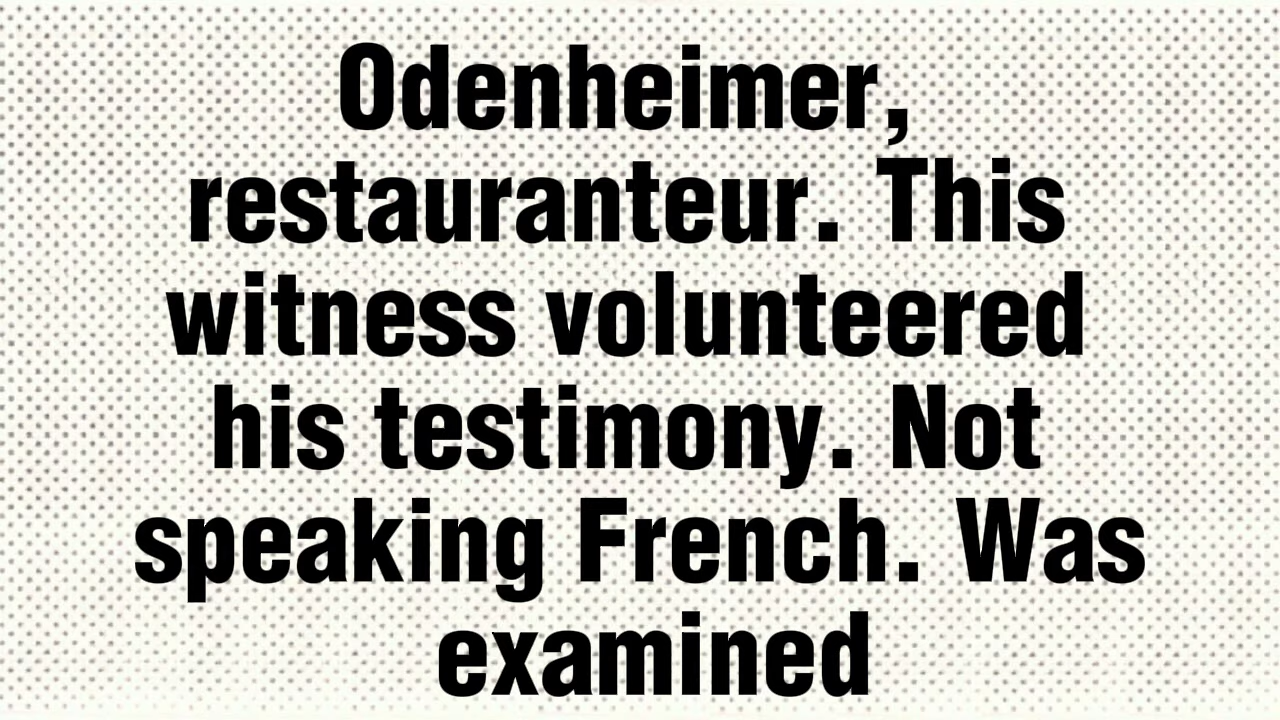 Odenheimer,
restauranteur. This
witness volunteered
his testimony. Not
speaking French. Was
examined